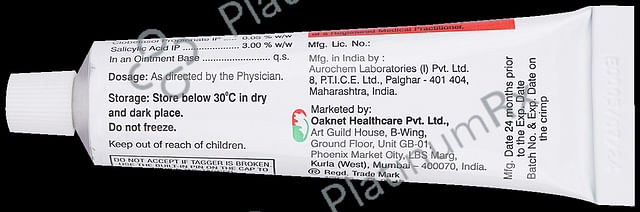 Clobetasol Propionate IP ...... 0.05 % w/w
Salicylic Acid IP .................. 3.00 % w/w
In an Ointment Base ................ q.s.
Dosage: As directed by the Physician.
Storage: Store below 30°C in dry
and dark place.
Do not freeze.
Keep out of reach of children.
DO NOT ACCEPT IF TAGGER IS BROKEN.
USE THE BUILT-IN PIN ON THE CAP TO
of a Registered Medical Practitioner.
Mfg. Lic. No.:
Mfg. in India by :
Aurochem Laboratories (I) Pvt. Ltd.
8, P.T.I.C.E. Ltd., Palghar - 401 404,
Maharashtra, India.
Marketed by:
Oaknet Healthcare Pvt. Ltd.,
Art Guild House, B-Wing,
Ground Floor, Unit GB-01
Phoenix Market City, LBS Marg,
Kurla (West), Mumbai – 400070, India.
® Regd. Trade Mark
Mfg. Date 24 months prior
to the Exp. Date
Batch No. & Exp. Date on
the crimp
PlatinumRx